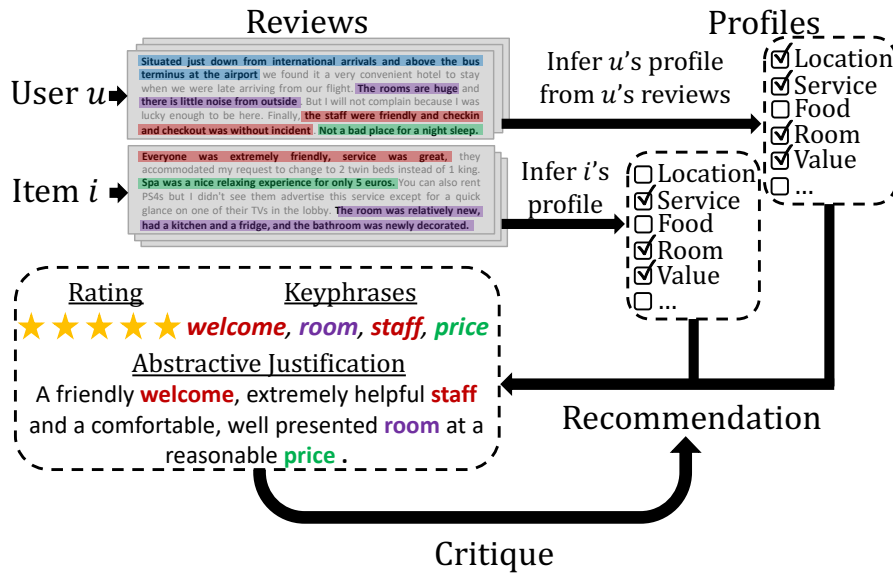 Reviews
Profiles
User u
Situated just down from international arrivals and above the bus
terminus at the airport we found it a very convenient hotel to stay
when we were late arriving from our flight. The rooms are huge and
there is little noise from outside. But I will not complain because I was
lucky enough to be here. Finally, the staff were friendly and checkin
and checkout was without incident. Not a bad place for a night sleep.
Infer u's profile
from u's reviews
Location
Service
Food
Room
Value
...
Item i
Everyone was extremely friendly, service was great, they
accommodated my request to change to 2 twin beds instead of 1 king.
Spa was a nice relaxing experience for only 5 euros. You can also rent
PS4s but I didn't see them advertise this service except for a quick
glance on one of their TVs in the lobby. The room was relatively new,
had a kitchen and a fridge, and the bathroom was newly decorated.
Infer i's
profile
Location
Service
Food
Room
Value
...
Rating
Keyphrases
welcome, room, staff, price
Abstractive Justification
A friendly welcome, extremely helpful staff
and a comfortable, well presented room at a
reasonable price .
Recommendation
Critique